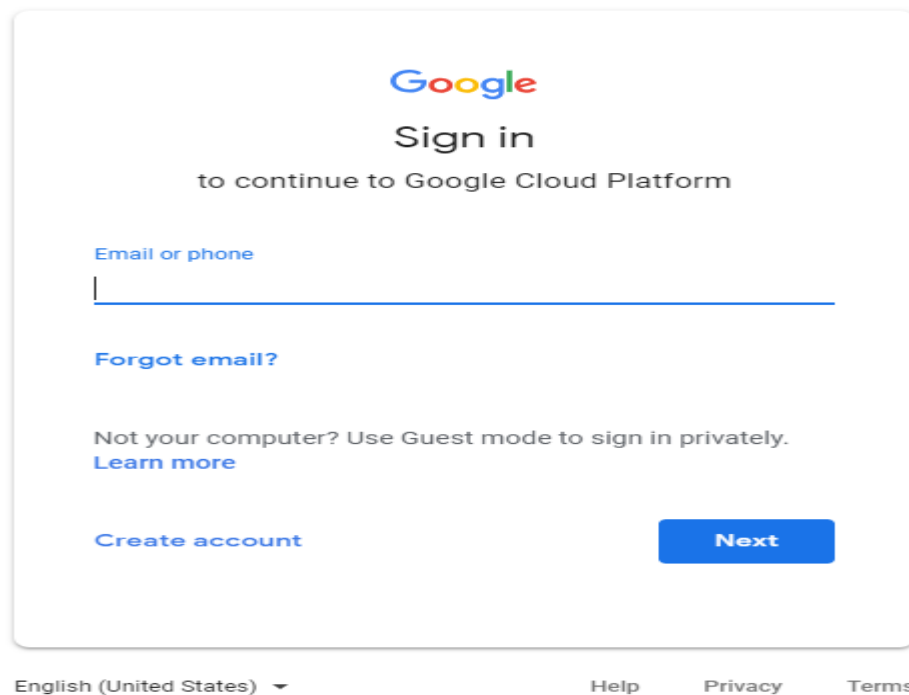 Google
Sign in
to continue to Google Cloud Platform
Email or phone
Forgot email?
Not your computer? Use Guest mode to sign in privately.
Learn more
Create account Next
English (United States) Help Privacy Terms